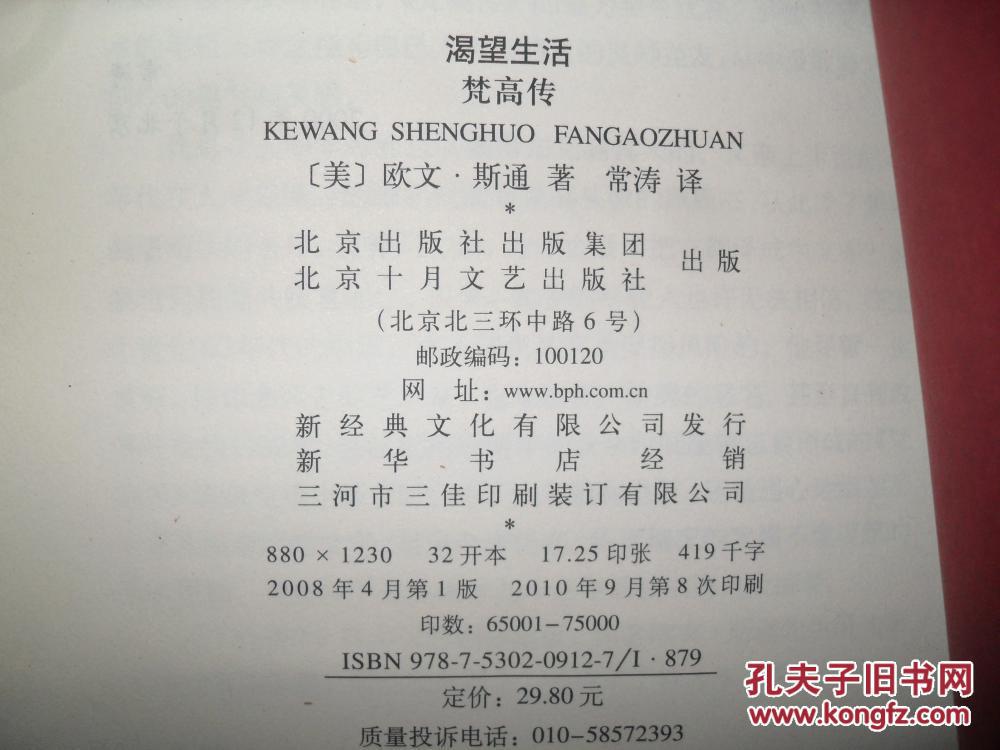 渴望生活
梵高传
KEWANG SHENGHUO FANGAOZHUAN
〔美〕欧文·斯通 著 常涛 译
*
北京出版社出版集团
北京十月文艺出版社
出版
（北京北三环中路6号）
邮政编码：100120
网 址：www.bph.com.cn
新经典文化有限公司发行
新华书店经销
三河市三佳印刷装订有限公司
*
880×1230 32开本 17.25印张 419千字
2008年4月第1版 2010年9月第8次印刷
印数：65001-75000
ISBN 978-7-5302-0912-7/I·879
定价：29.80元
质量投诉电话：010-58572393
孔夫子旧书网
www.kongfz.com